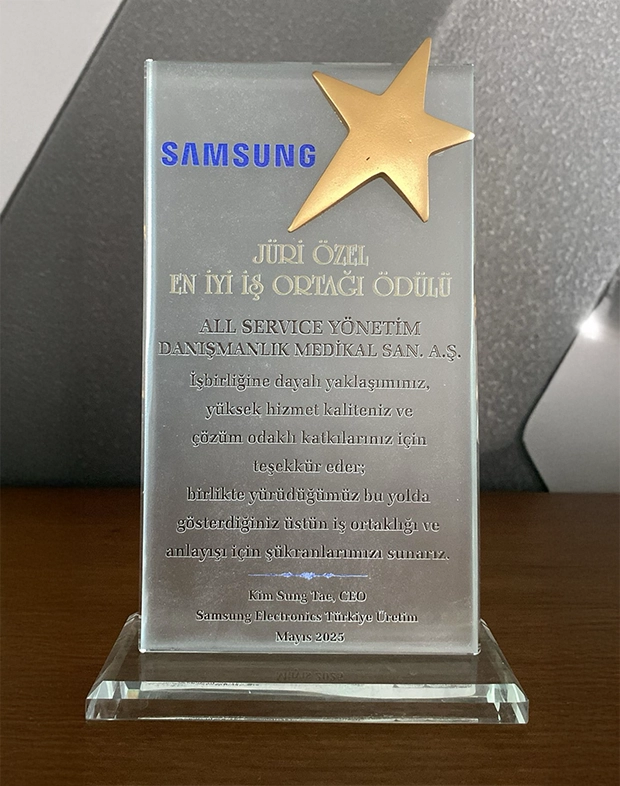 SAMSUNG
JÜRİ ÖZEL
EN İYİ İŞ ORTAĞI ÖDÜLÜ
ALL SERVICE YÖNETİM
DANIŞMANLIK MEDİKAL SAN. A.Ş.
İşbirliğine dayalı yaklaşımınız,
yüksek hizmet kaliteniz ve
çözüm odaklı katkılarınız için
teşekkür eder;
birlikte yürüdüğümüz bu yolda
gösterdiğiniz üstün iş ortaklığı ve
anlayışı için şükranlarımızı sunarız.
Kim Sung Tae, CEO
Samsung Electronics Türkiye Üretim
Mayıs 2025